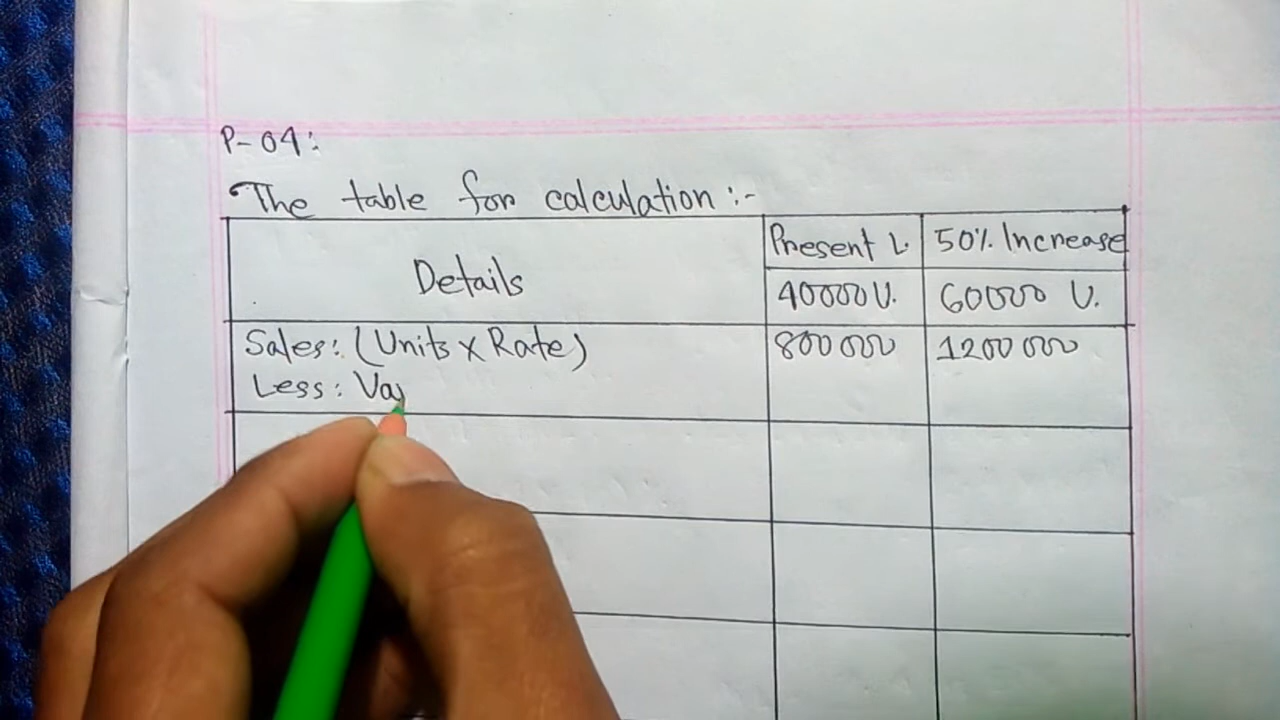 P-04:
The table for calculation :-
Details
Present L.
50% Increase
40000 U.
60000 U.
Sales: (Units x Rate)
800000
1200000
Less: Va